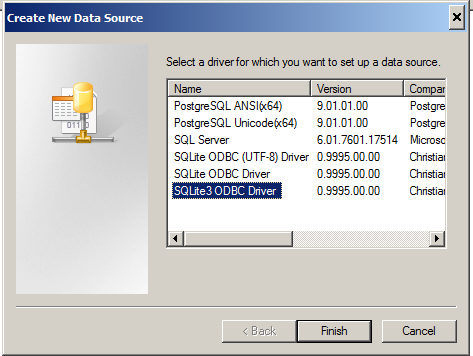 Create New Data Source
Select a driver for which you want to set up a data source.
Name Version Compan
PostgreSQL ANSI(x64) 9.01.01.00 Postgre
PostgreSQL Unicode(x64) 9.01.01.00 Postgre
SQL Server 6.01.7601.17514 Microso
SQLite ODBC (UTF-8) Driver 0.9995.00.00 Christian
SQLite ODBC Driver 0.9995.00.00 Christian
SQLite3 ODBC Driver 0.9995.00.00 Christian
< Back Finish Cancel